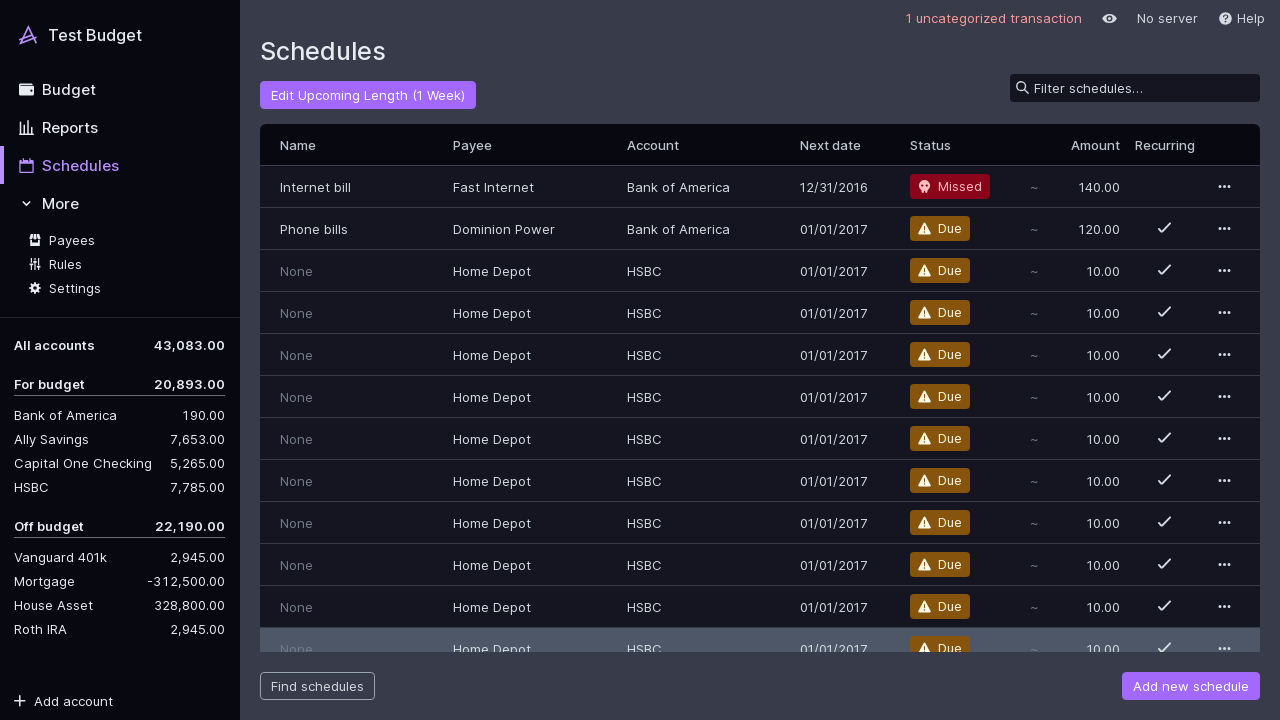 Test Budget
Budget
Reports
Schedules
More
Payees
Rules
Settings
All accounts 43,083.00
For budget 20,893.00
Bank of America 190.00
Ally Savings 7,653.00
Capital One Checking 5,265.00
HSBC 7,785.00
Off budget 22,190.00
Vanguard 401k 2,945.00
Mortgage -312,500.00
House Asset 328,800.00
Roth IRA 2,945.00
Add account
1 uncategorized transaction No server Help
Schedules
Edit Upcoming Length (1 Week) Filter schedules...
Name Payee Account Next date Status Amount Recurring
Internet bill Fast Internet Bank of America 12/31/2016 Missed ~ 140.00
Phone bills Dominion Power Bank of America 01/01/2017 Due ~ 120.00
None Home Depot HSBC 01/01/2017 Due ~ 10.00
None Home Depot HSBC 01/01/2017 Due ~ 10.00
None Home Depot HSBC 01/01/2017 Due ~ 10.00
None Home Depot HSBC 01/01/2017 Due ~ 10.00
None Home Depot HSBC 01/01/2017 Due ~ 10.00
None Home Depot HSBC 01/01/2017 Due ~ 10.00
None Home Depot HSBC 01/01/2017 Due ~ 10.00
None Home Depot HSBC 01/01/2017 Due ~ 10.00
None Home Depot HSBC 01/01/2017 Due ~ 10.00
None Home Depot HSBC 01/01/2017 Due ~ 10.00
Find schedules Add new schedule